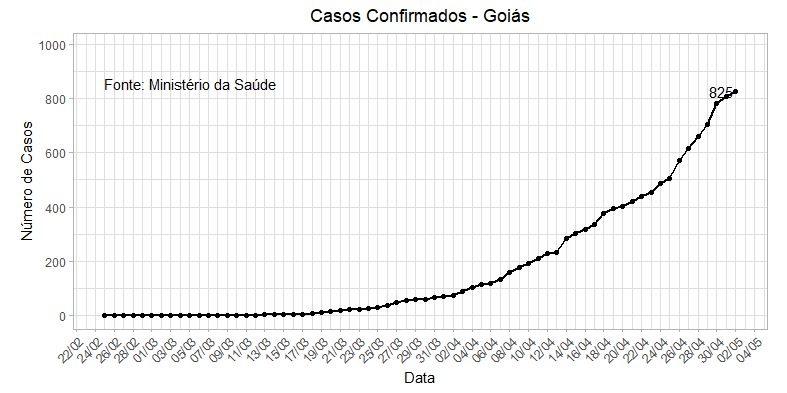 Casos Confirmados - Goiás
Fonte: Ministério da Saúde
825
Número de Casos
1000
800
600
400
200
0
22/02 24/02 26/02 28/02 01/03 03/03 05/03 07/03 09/03 11/03 13/03 15/03 17/03 19/03 21/03 23/03 25/03 27/03 29/03 31/03 02/04 04/04 06/04 08/04 10/04 12/04 14/04 16/04 18/04 20/04 22/04 24/04 26/04 28/04 30/04 02/05 04/05
Data